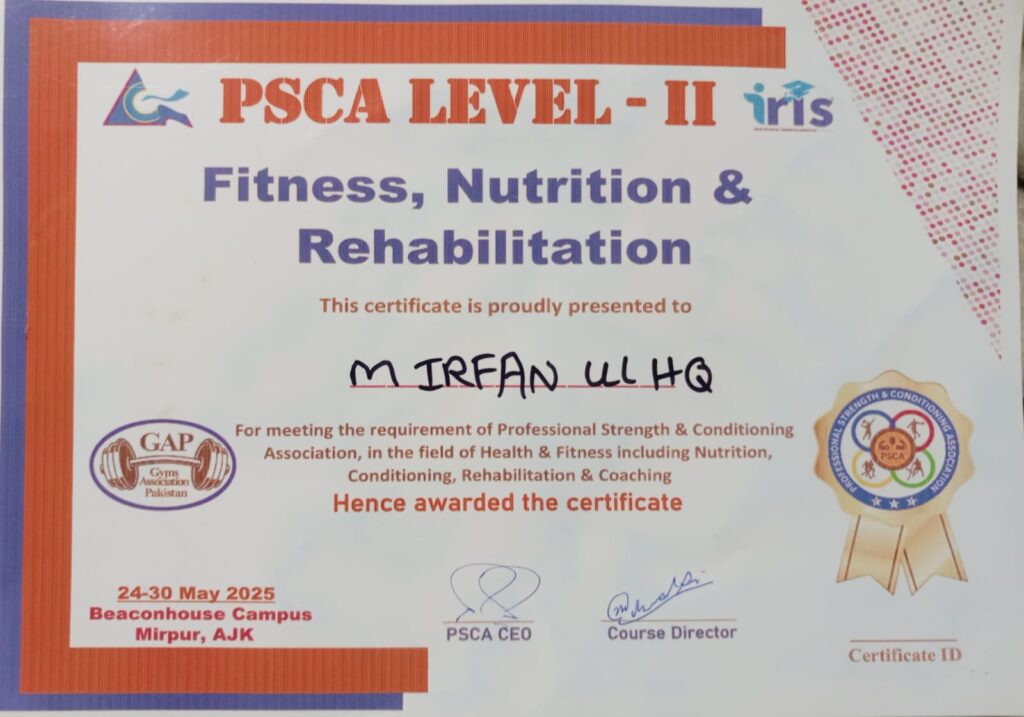 PSCA LEVEL - II
iris
Fitness, Nutrition &
Rehabilitation
This certificate is proudly presented to
M IRFAN UL HQ
For meeting the requirement of Professional Strength & Conditioning
Association, in the field of Health & Fitness including Nutrition,
Conditioning, Rehabilitation & Coaching
Hence awarded the certificate
GAP
Gyms
Association
Pakistan
PROFESSIONAL STRENGTH & CONDITIONING ASSOCIATION
PSCA
24-30 May 2025
Beaconhouse Campus
Mirpur, AJK
PSCA CEO
Course Director
Certificate ID